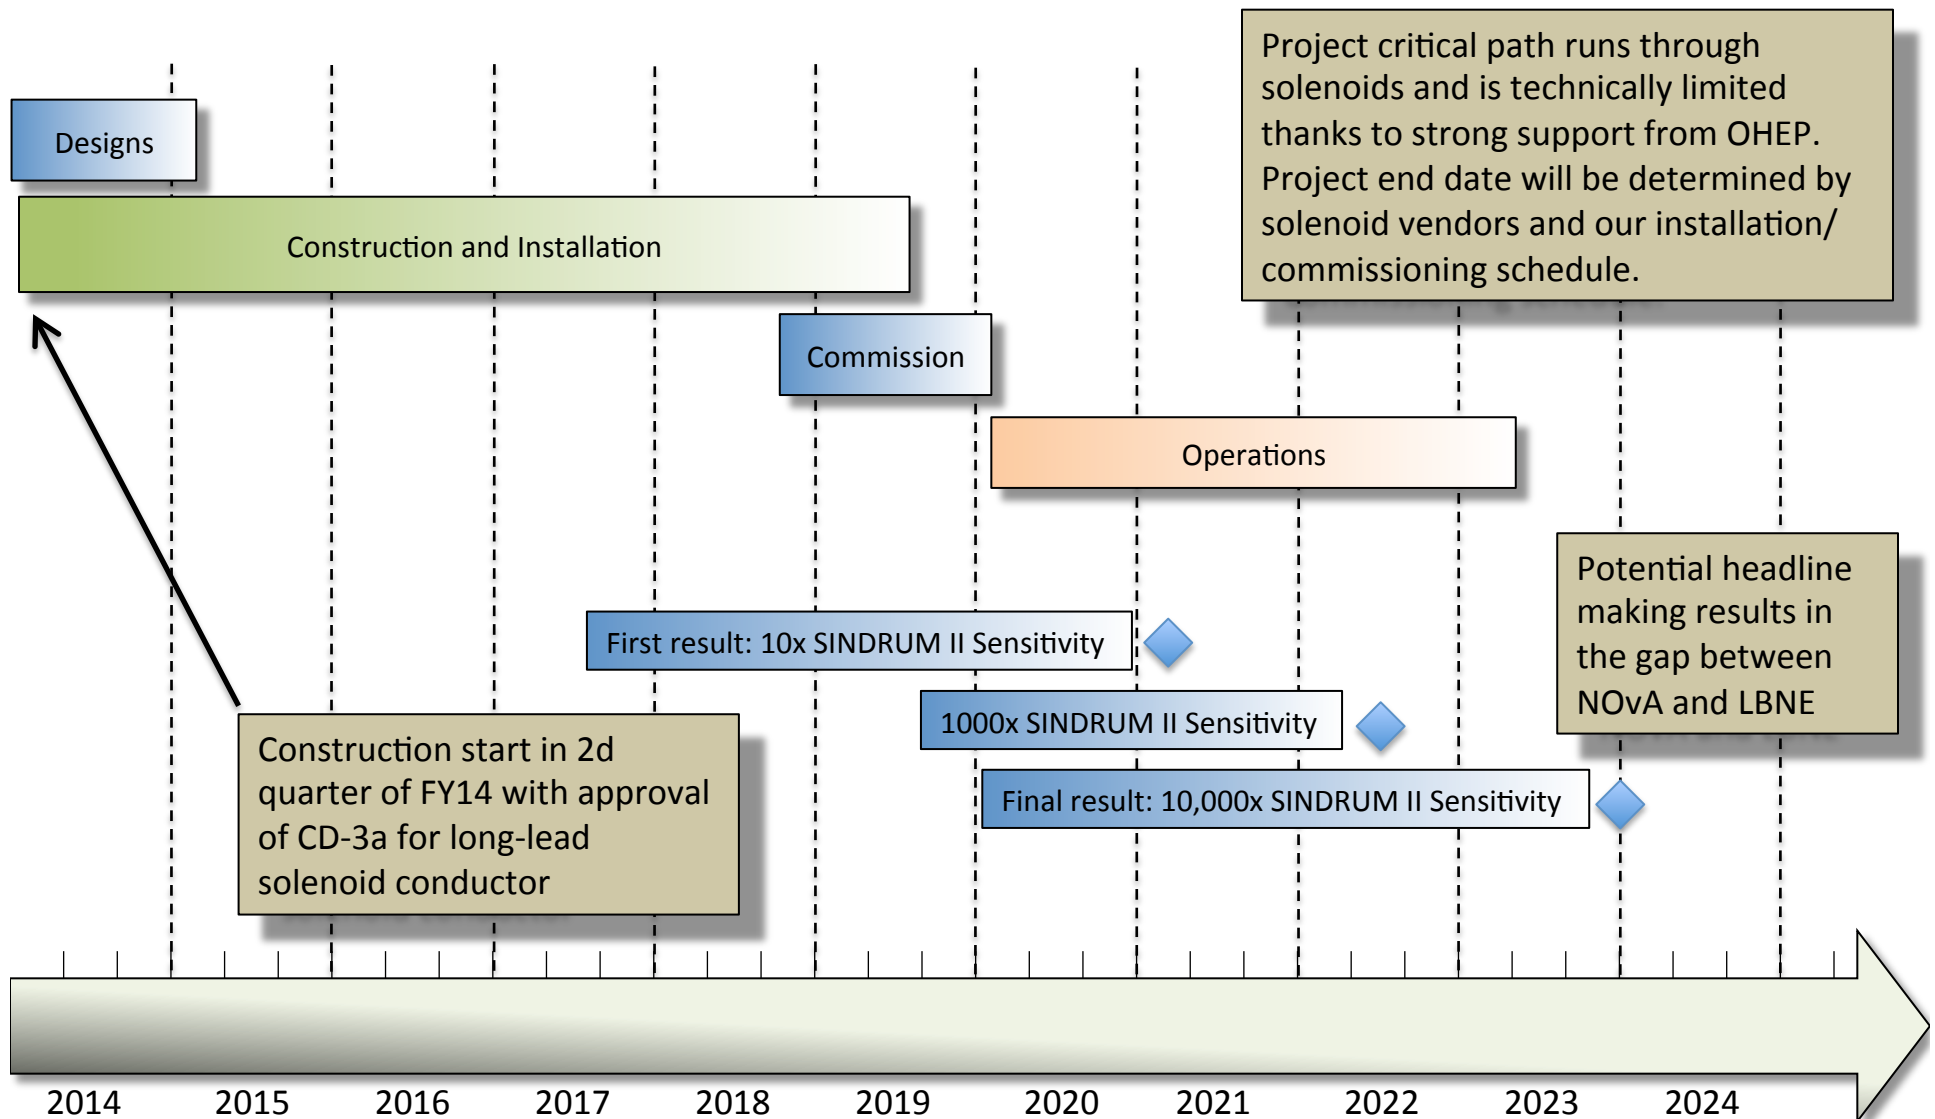 Project critical path runs through
solenoids and is technically limited
thanks to strong support from OHEP.
Project end date will be determined by
solenoid vendors and our installation/
commissioning schedule.
Designs
Construction and Installation
Commission
Operations
Potential headline
making results in
the gap between
NOvA and LBNE
First result: 10x SINDRUM II Sensitivity
1000x SINDRUM II Sensitivity
Final result: 10,000x SINDRUM II Sensitivity
Construction start in 2d
quarter of FY14 with approval
of CD-3a for long-lead
solenoid conductor
2014 2015 2016 2017 2018 2019 2020 2021 2022 2023 2024